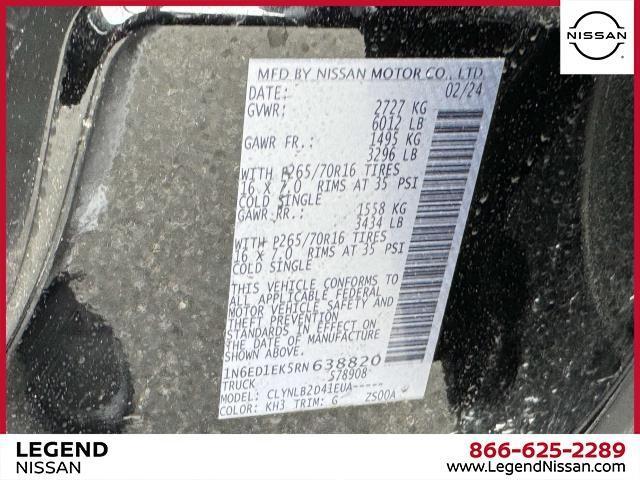 NISSAN
MFD BY NISSAN MOTOR CO., LTD.
DATE: 02/24
GVWR: 2727 KG
6012 LB
GAWR FR.: 1495 KG
3296 LB
WITH P265/70R16 TIRES
16 X 7.0 RIMS AT 35 PSI
COLD SINGLE
GAWR RR.: 1558 KG
3434 LB
WITH P265/70R16 TIRES
16 X 7.0 RIMS AT 35 PSI
COLD SINGLE
THIS VEHICLE CONFORMS TO
ALL APPLICABLE FEDERAL
MOTOR VEHICLE SAFETY AND
THEFT PREVENTION
STANDARDS IN EFFECT ON
THE DATE OF MANUFACTURE
SHOWN ABOVE.
1N6ED1EK5RN638820
TRUCK 578908
MODEL: CLYNLB2D41EUA-----
COLOR: KH3 TRIM: G ZS00A
LEGEND
NISSAN
866-625-2289
www.LegendNissan.com